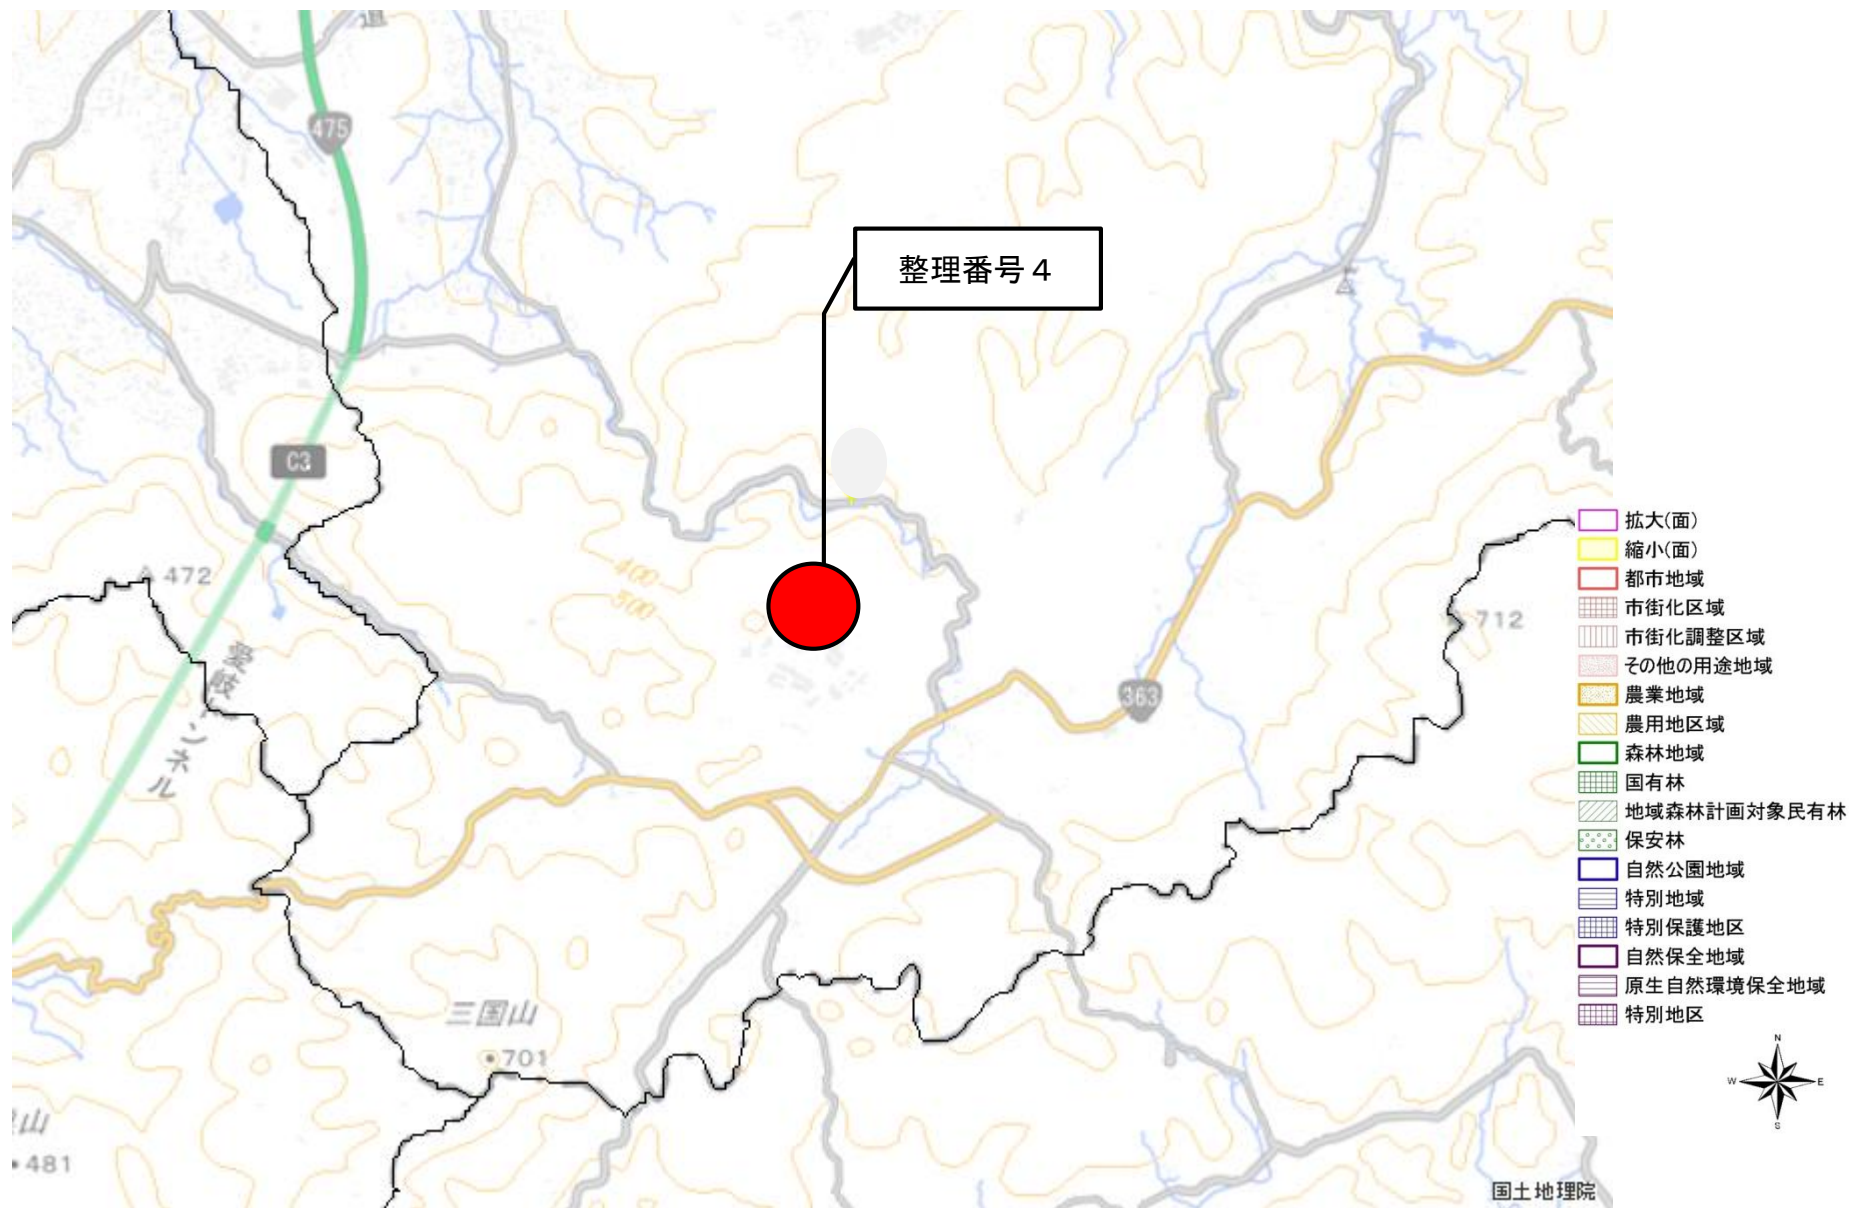 道
475
整理番号４
C3
472
400
500
愛岐トンネル
363
712
三国山
701
山
481
拡大(面)
縮小(面)
都市地域
市街化区域
市街化調整区域
その他の用途地域
農業地域
農用地区域
森林地域
国有林
地域森林計画対象民有林
保安林
自然公園地域
特別地域
特別保護地区
自然保全地域
原生自然環境保全地域
特別地区
N
W
E
S
国土地理院